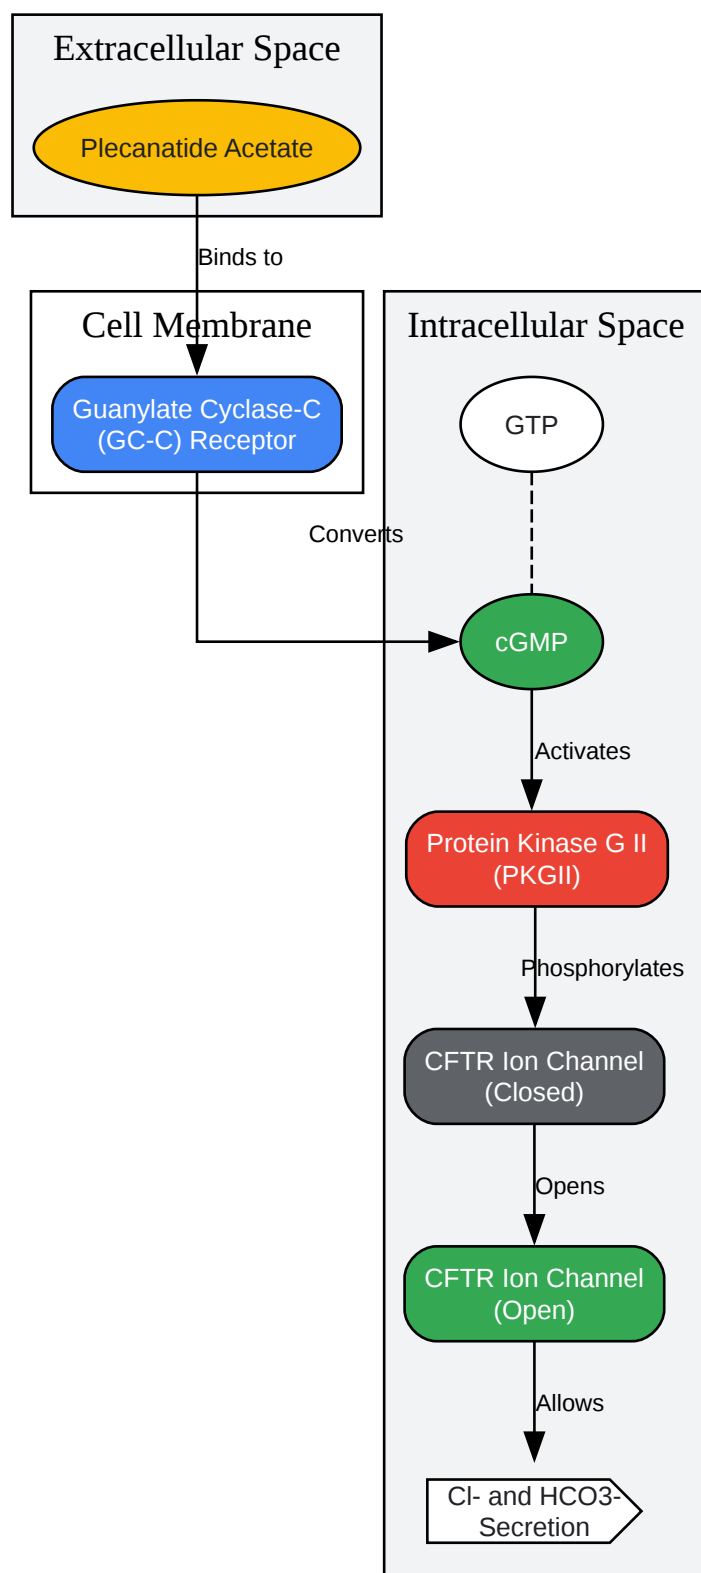 Extracellular Space
Plecanatide Acetate
Binds to
Cell Membrane
Intracellular Space
Guanylate Cyclase-C
(GC-C) Receptor
GTP
Converts
cGMP
Activates
Protein Kinase G II
(PKGII)
Phosphorylates
CFTR Ion Channel
(Closed)
Opens
CFTR Ion Channel
(Open)
Allows
Cl- and HCO3-
Secretion